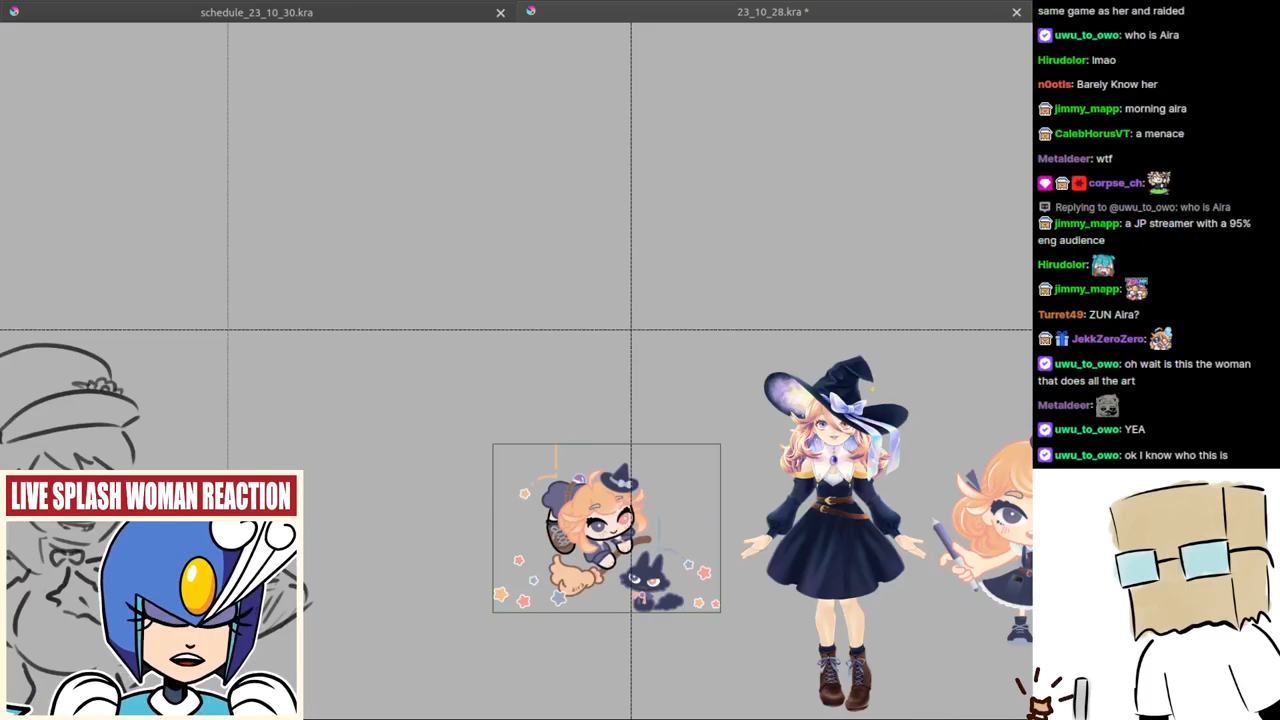 schedule_23_10_30.kra
23_10_28.kra *
same game as her and raided
uwu_to_owo: who is Aira
Hirudolor: lmao
n0otls: Barely Know her
jimmy_mapp: morning aira
CalebHorusVT: a menace
Metaldeer: wtf
corpse_ch:
Replying to @uwu_to_owo: who is Aira
jimmy_mapp: a JP streamer with a 95%
eng audience
Hirudolor:
jimmy_mapp:
Turret49: ZUN Aira?
JekkZeroZero:
uwu_to_owo: oh wait is this the woman
that does all the art
Metaldeer:
uwu_to_owo: YEA
uwu_to_owo: ok I know who this is
LIVE SPLASH WOMAN REACTION